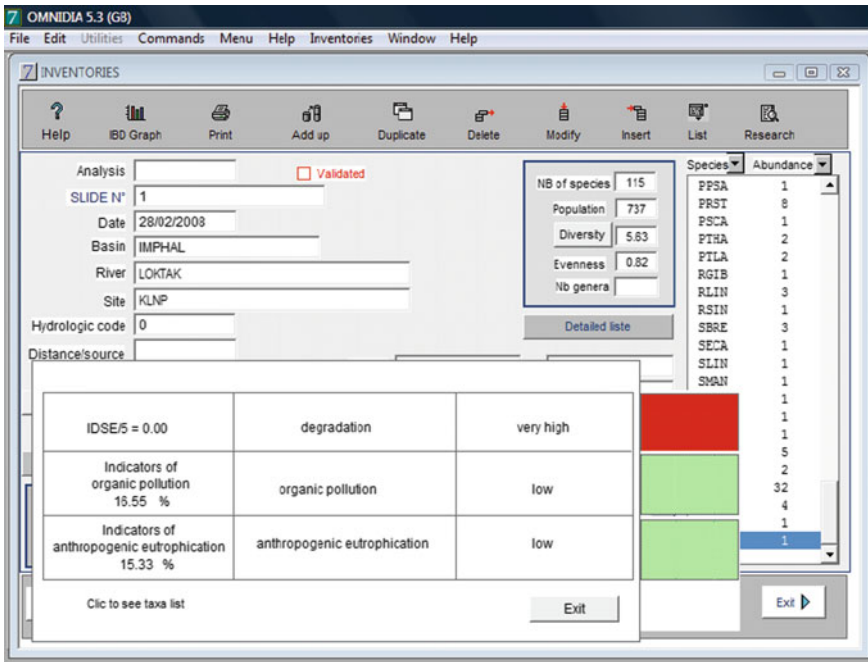 OMNIDIA 5.3 (GB)
File Edit Utilities Commands Menu Help Inventories Window Help
INVENTORIES
Help IBD Graph Print Add up Duplicate Delete Modify Insert List Research
Analysis Validated
SLIDE N° 1
Date 28/02/2008
Basin IMPHAL
River LOKTAK
Site KLNP
Hydrologic code 0
Distance/source
NB of species 115
Population 737
Diversity 5.63
Evenness 0.82
Nb genera
Detailed liste
Species Abundance
PPSA 1
PRST 8
PSCA 1
PTHA 2
PTLA 2
RGIB 1
RLIN 3
RSIN 1
SBRE 3
SECA 1
SLIN 1
SMAN 1
1
1
1
5
2
32
4
1
1
IDSE/5 = 0.00 degradation very high
Indicators of
organic pollution
16.55 %
organic pollution low
Indicators of
anthropogenic eutrophication
15.33 %
anthropogenic eutrophication low
Clic to see taxa list
Exit
Exit